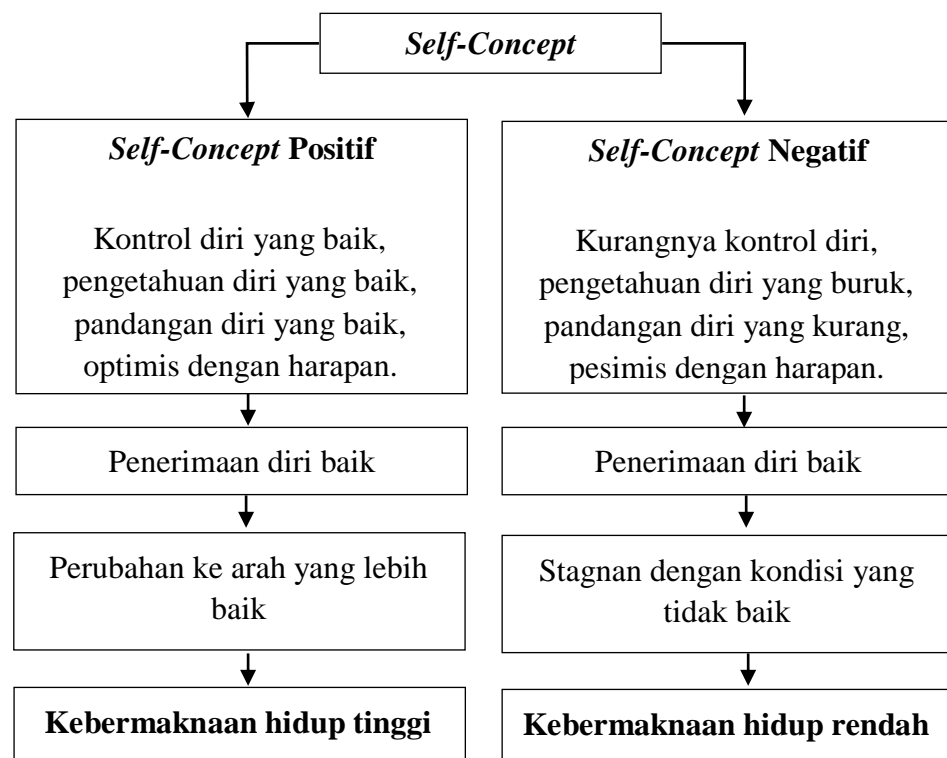 Self-Concept
Self-Concept Positif
Kontrol diri yang baik,
pengetahuan diri yang baik,
pandangan diri yang baik,
optimis dengan harapan.
Penerimaan diri baik
Perubahan ke arah yang lebih
baik
Kebermaknaan hidup tinggi
Self-Concept Negatif
Kurangnya kontrol diri,
pengetahuan diri yang buruk,
pandangan diri yang kurang,
pesimis dengan harapan.
Penerimaan diri baik
Stagnan dengan kondisi yang
tidak baik
Kebermaknaan hidup rendah